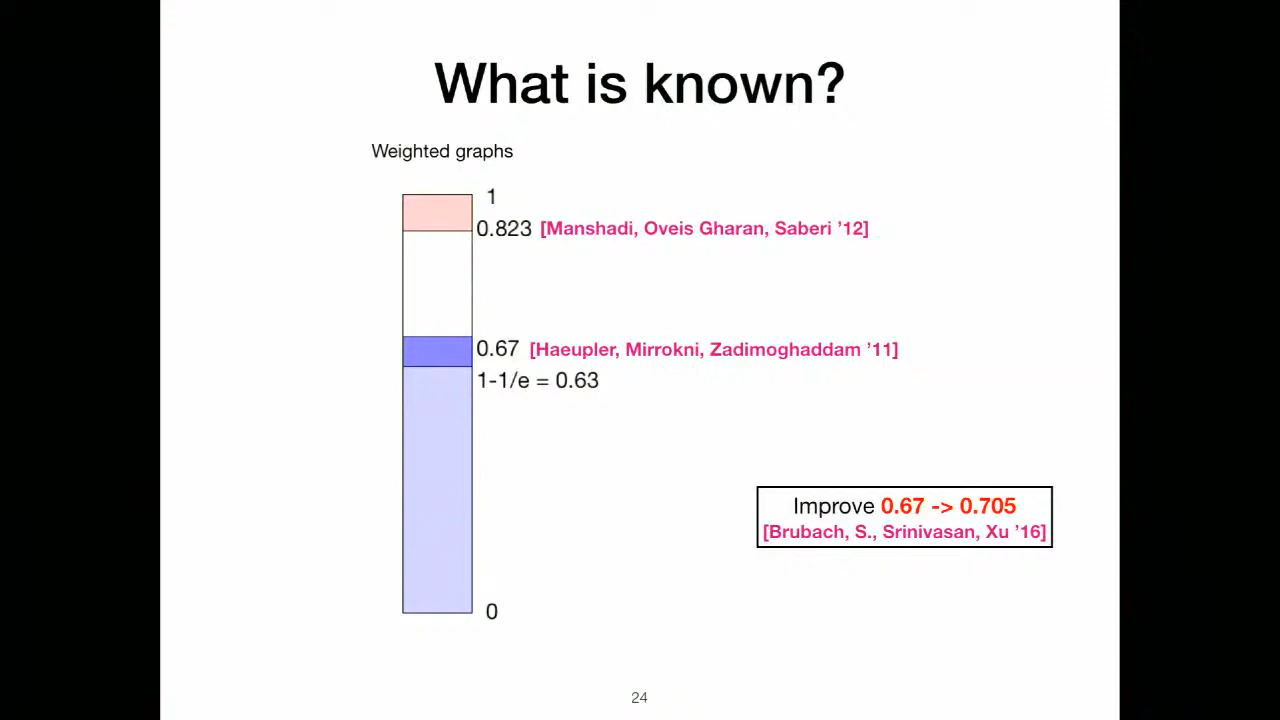 What is known?
Weighted graphs
1
0.823 [Manshadi, Oveis Gharan, Saberi ’12]
0.67 [Haeupler, Mirrokni, Zadimoghaddam ’11]
1-1/e = 0.63
Improve 0.67 -> 0.705
[Brubach, S., Srinivasan, Xu ’16]
0
24